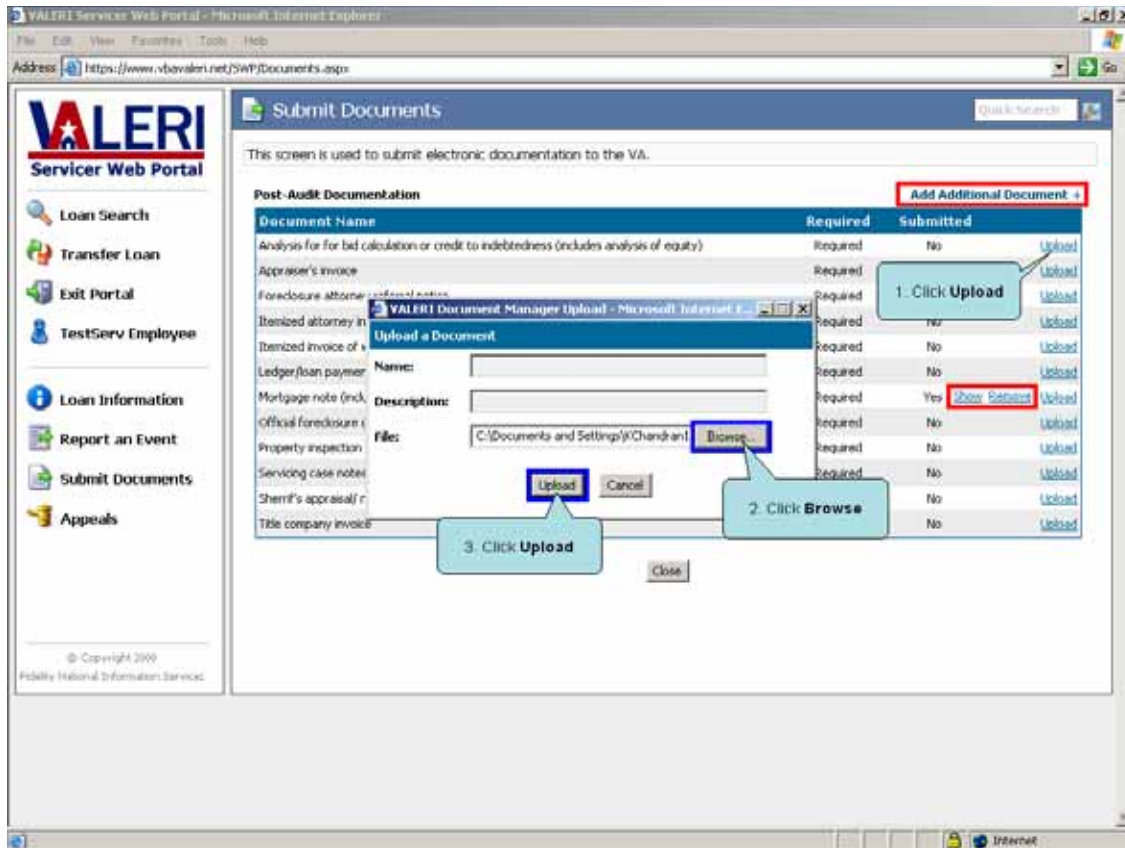 VALERI Servicer Web Portal - Microsoft Internet Explorer
File Edit View Favorites Tools Help
Address https://www.vbavaleri.net/SWP/Documents.aspx Go
VALERI
Servicer Web Portal
Loan Search
Transfer Loan
Exit Portal
TestServ Employee
Loan Information
Report an Event
Submit Documents
Appeals
© Copyright 2009
Fidelity National Information Services
Submit Documents Quick Search
This screen is used to submit electronic documentation to the VA.
Post-Audit Documentation Add Additional Document +
Document Name Required Submitted
Analysis for for bid calculation or credit to indebtedness (includes analysis of equity) Required No Upload
Appraiser's invoice Required Upload
Foreclosure attorney referral notice Required Upload
Itemized attorney in Required No Upload
Itemized invoice of Required No Upload
Ledger/loan paymen Required No Upload
Mortgage note (incl Required Yes Show Remove Upload
Official foreclosure Required No Upload
Property inspection Required No Upload
Servicing case notes Required No Upload
Sherrif's appraisal/ No Upload
Title company invoice No Upload
Close
VALERI Document Manager Upload - Microsoft Internet E...
Upload a Document
Name:
Description:
File: C:\Documents and Settings\KChandran1 Browse...
Upload Cancel
1. Click Upload
2. Click Browse
3. Click Upload
Internet